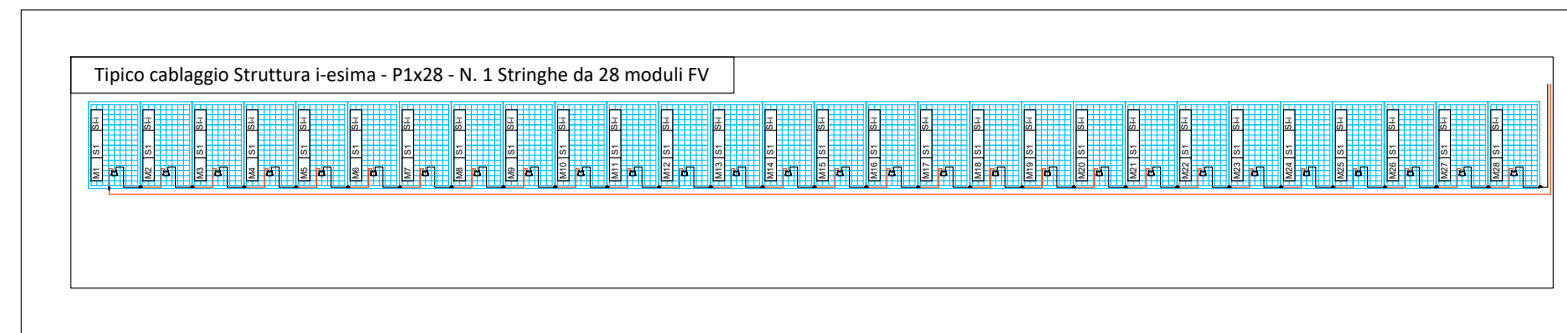 Tipico cablaggio Struttura i-esima - P1x28 - N. 1 Stringhe da 28 moduli FV
M1 S1 SH
M2 S1 SH
M3 S1 SH
M4 S1 SH
M5 S1 SH
M6 S1 SH
M7 S1 SH
M8 S1 SH
M9 S1 SH
M10 S1 SH
M11 S1 SH
M12 S1 SH
M13 S1 SH
M14 S1 SH
M15 S1 SH
M16 S1 SH
M17 S1 SH
M18 S1 SH
M19 S1 SH
M20 S1 SH
M21 S1 SH
M22 S1 SH
M23 S1 SH
M24 S1 SH
M25 S1 SH
M26 S1 SH
M27 S1 SH
M28 S1 SH